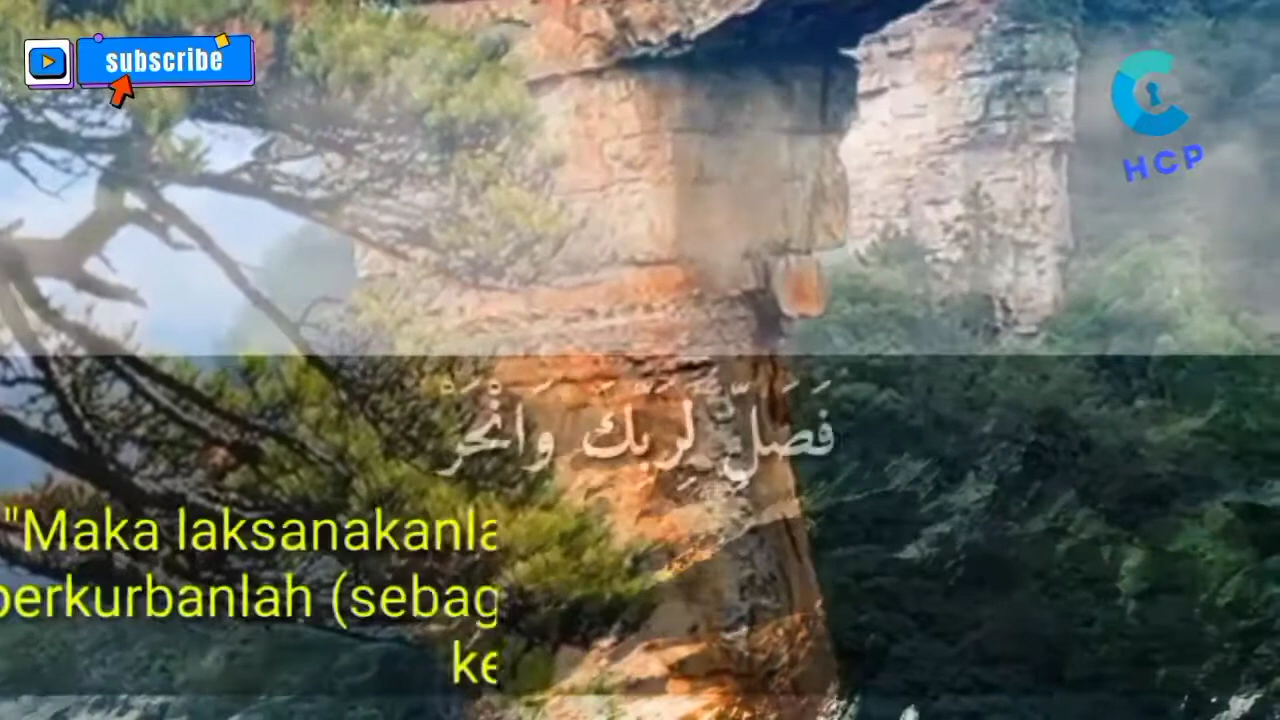 subscribe
HCP
فَصَلِّ لِرَبِّكَ وَانْحَرْ
"Maka laksanakanla
perkurbanlah (sebag
ke